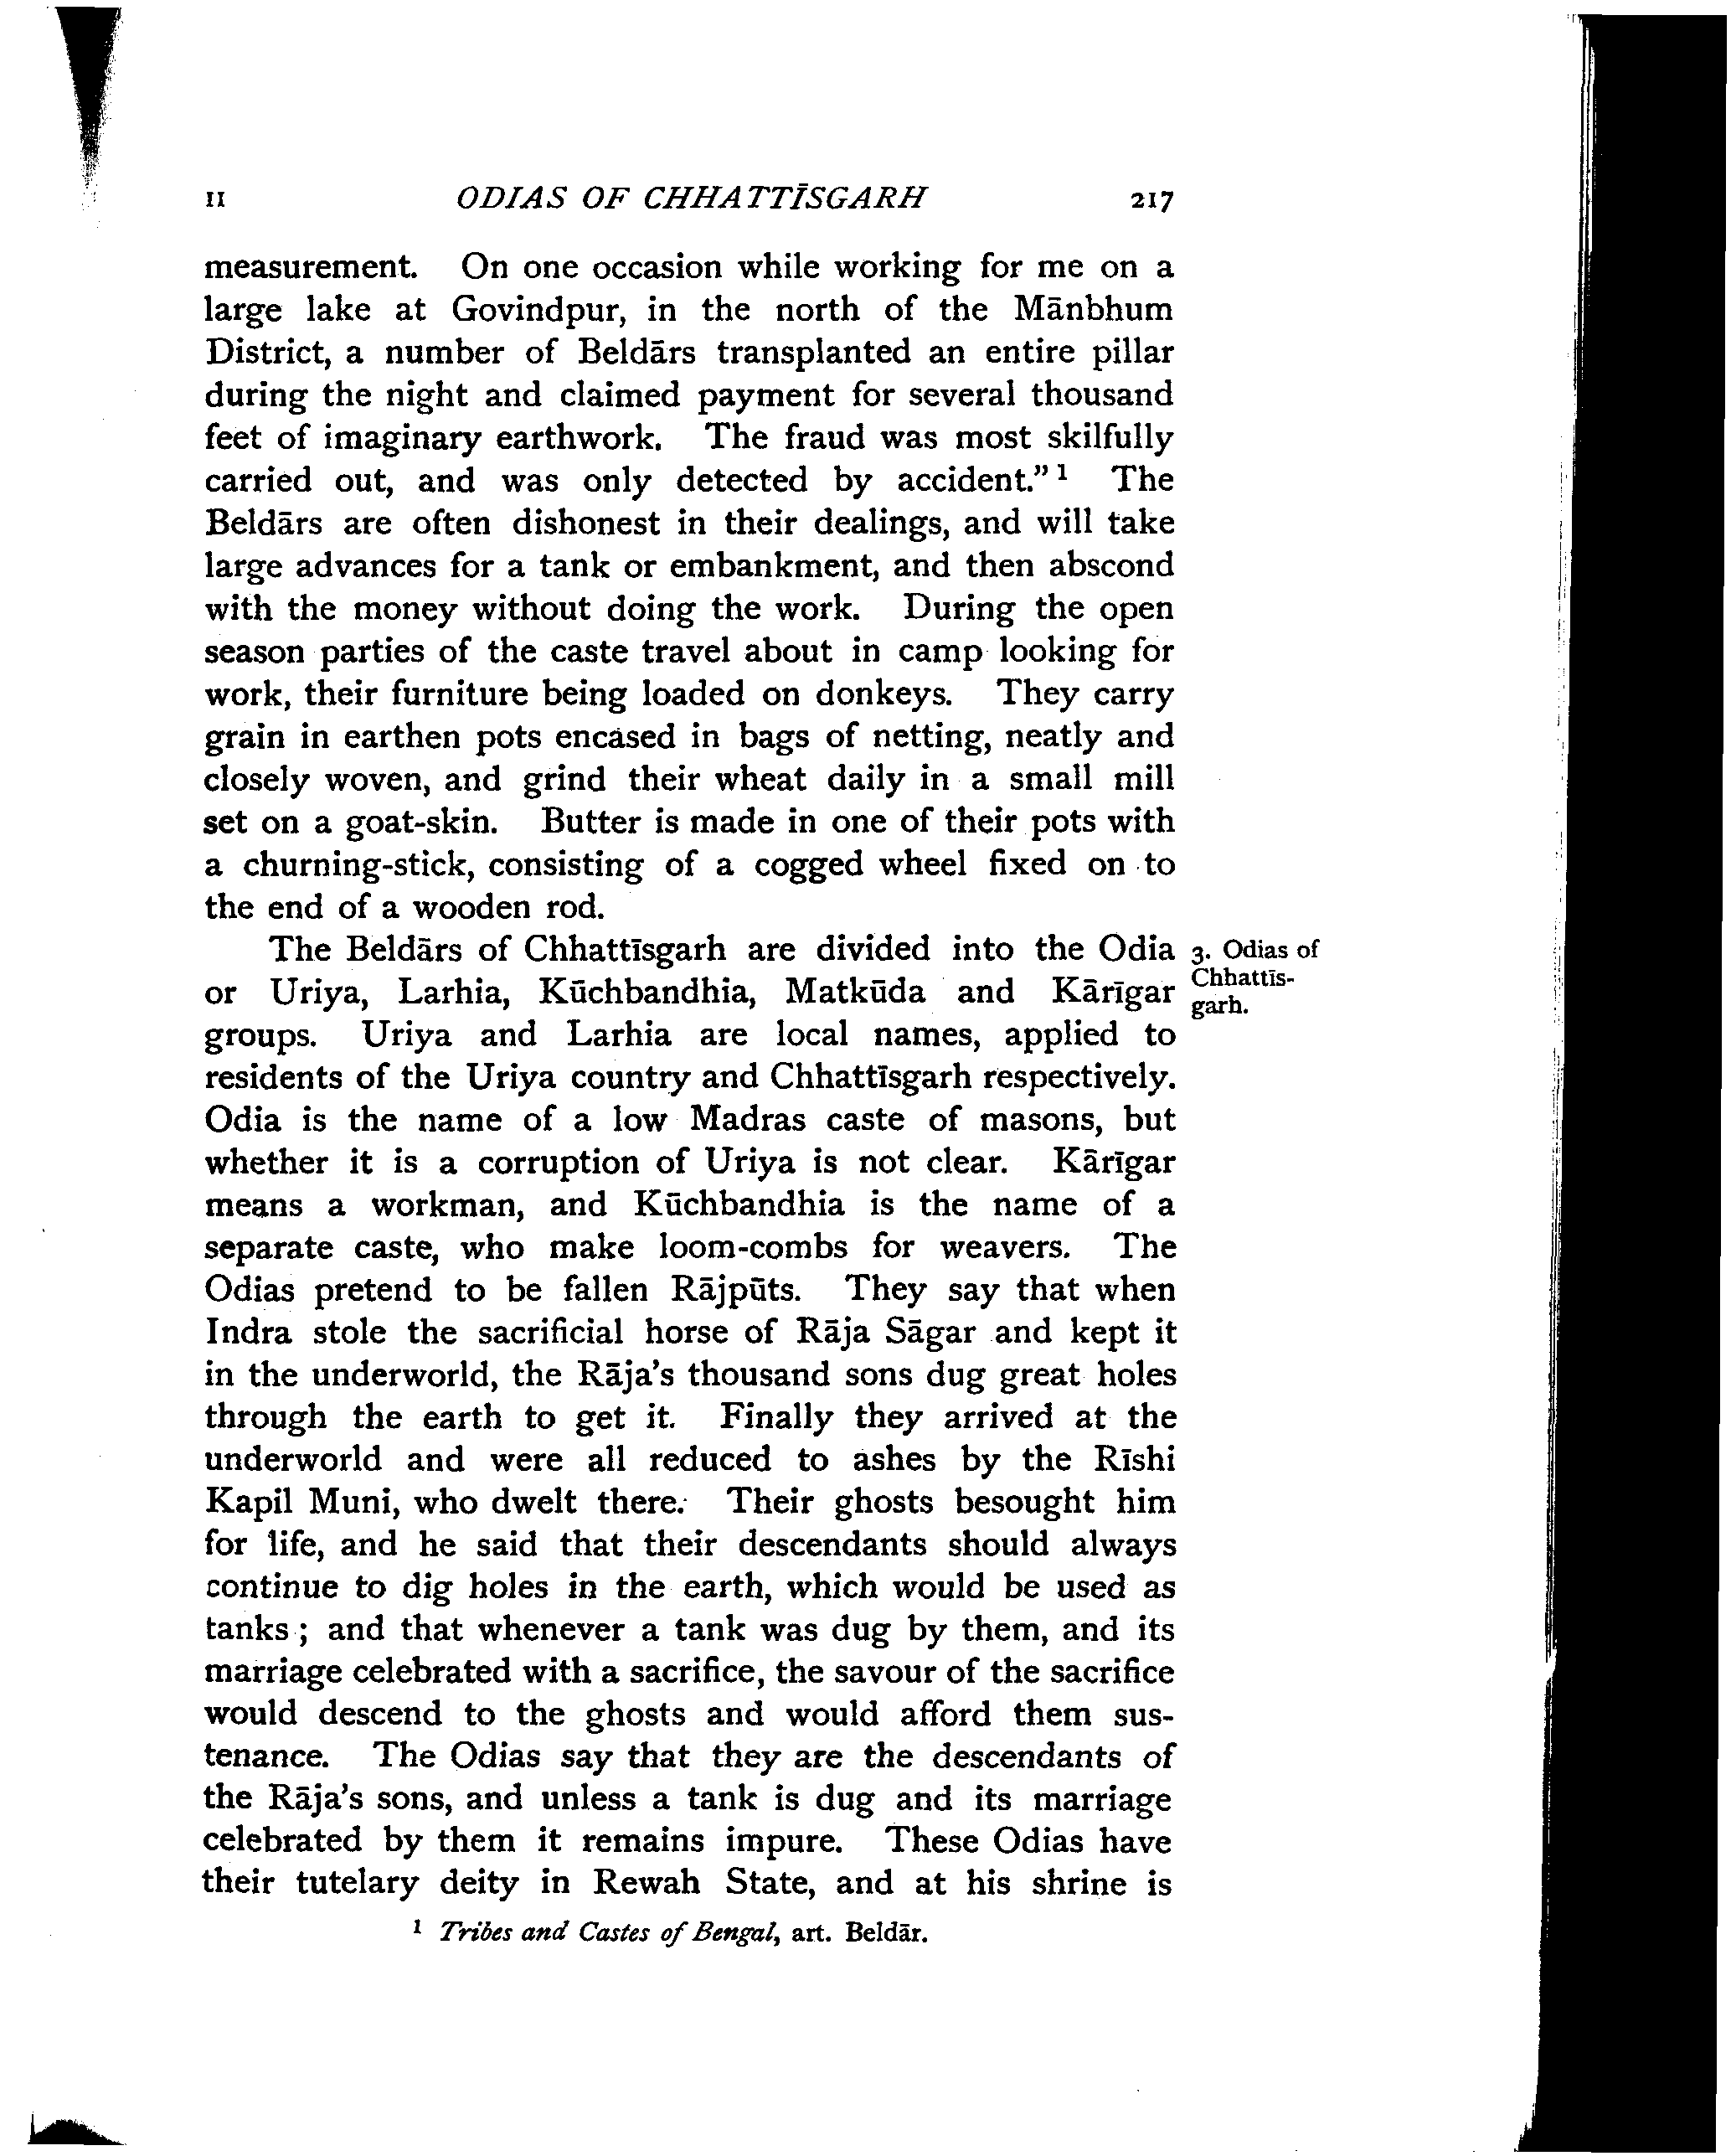 II ODIAS OF CHHATTĪSGARH 217
measurement. On one occasion while working for me on a
large lake at Govindpur, in the north of the Mānbhum
District, a number of Beldārs transplanted an entire pillar
during the night and claimed payment for several thousand
feet of imaginary earthwork. The fraud was most skilfully
carried out, and was only detected by accident.” 1 The
Beldārs are often dishonest in their dealings, and will take
large advances for a tank or embankment, and then abscond
with the money without doing the work. During the open
season parties of the caste travel about in camp looking for
work, their furniture being loaded on donkeys. They carry
grain in earthen pots encased in bags of netting, neatly and
closely woven, and grind their wheat daily in a small mill
set on a goat-skin. Butter is made in one of their pots with
a churning-stick, consisting of a cogged wheel fixed on to
the end of a wooden rod.
The Beldārs of Chhattīsgarh are divided into the Odia
or Uriya, Larhia, Kūchbandhia, Matkūda and Kārīgar
groups. Uriya and Larhia are local names, applied to
residents of the Uriya country and Chhattīsgarh respectively.
Odia is the name of a low Madras caste of masons, but
whether it is a corruption of Uriya is not clear. Kārīgar
means a workman, and Kūchbandhia is the name of a
separate caste, who make loom-combs for weavers. The
Odias pretend to be fallen Rājpūts. They say that when
Indra stole the sacrificial horse of Rāja Sāgar and kept it
in the underworld, the Rāja's thousand sons dug great holes
through the earth to get it. Finally they arrived at the
underworld and were all reduced to ashes by the Rīshi
Kapil Muni, who dwelt there. Their ghosts besought him
for life, and he said that their descendants should always
continue to dig holes in the earth, which would be used as
tanks ; and that whenever a tank was dug by them, and its
marriage celebrated with a sacrifice, the savour of the sacrifice
would descend to the ghosts and would afford them sus-
tenance. The Odias say that they are the descendants of
the Rāja's sons, and unless a tank is dug and its marriage
celebrated by them it remains impure. These Odias have
their tutelary deity in Rewah State, and at his shrine is
3. Odias of
Chhattīs-
garh.
1 Tribes and Castes of Bengal, art. Beldār.